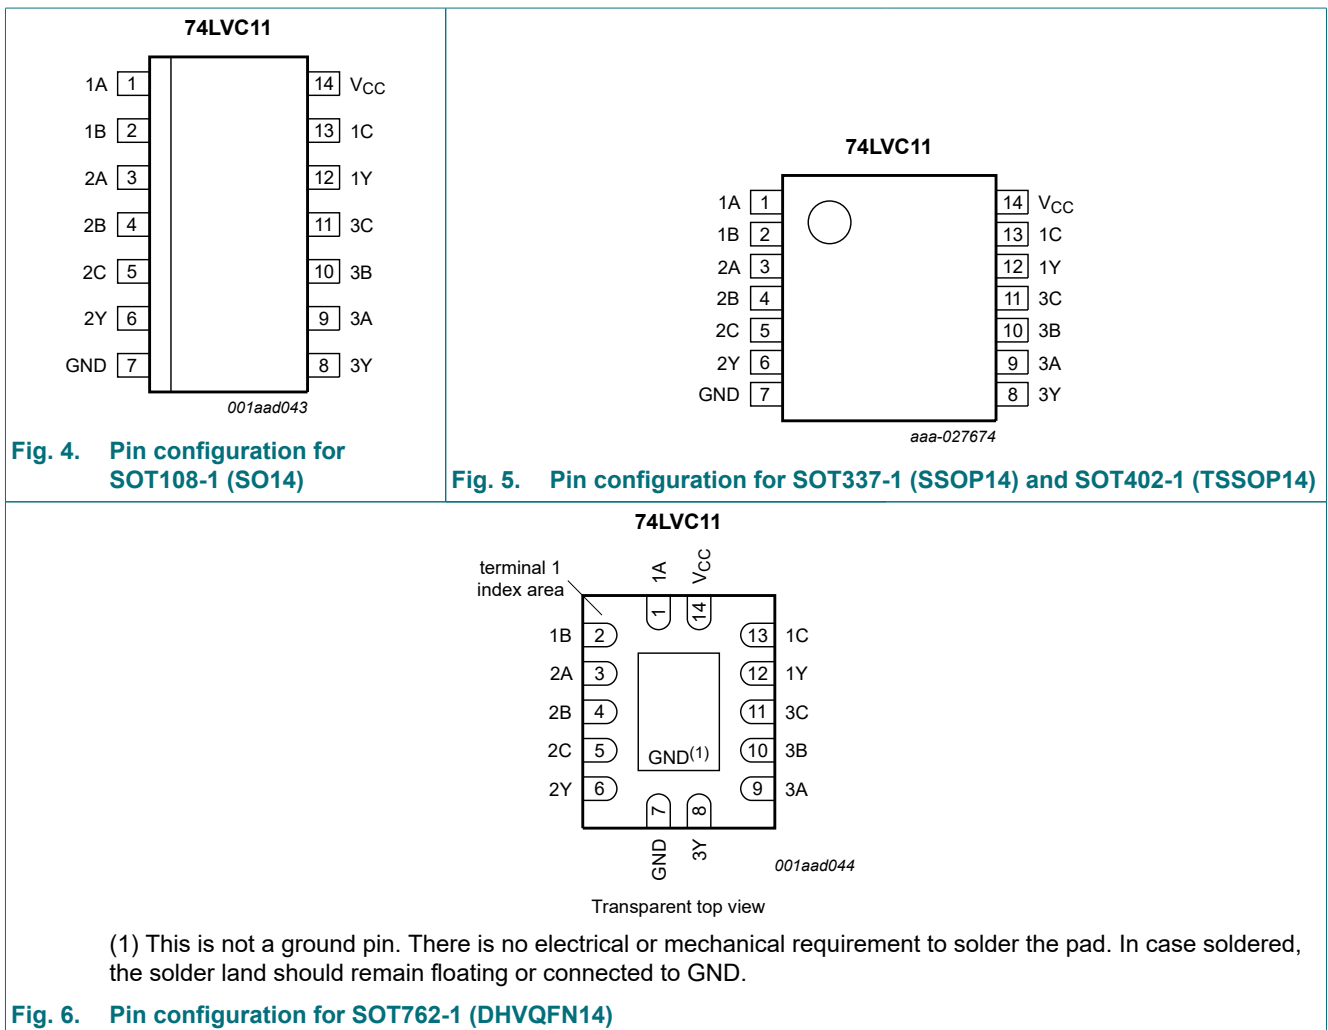 74LVC11
1A 1 14 VCC
1B 2 13 1C
2A 3 12 1Y
2B 4 11 3C
2C 5 10 3B
2Y 6 9 3A
GND 7 8 3Y
001aad043
Fig. 4. Pin configuration for
SOT108-1 (SO14)
74LVC11
1A 1 14 VCC
1B 2 13 1C
2A 3 12 1Y
2B 4 11 3C
2C 5 10 3B
2Y 6 9 3A
GND 7 8 3Y
aaa-027674
Fig. 5. Pin configuration for SOT337-1 (SSOP14) and SOT402-1 (TSSOP14)
74LVC11
terminal 1
index area
1A VCC
1 14
1B 2 13 1C
2A 3 12 1Y
2B 4 11 3C
2C 5 GND(1) 10 3B
2Y 6 9 3A
7 8
GND 3Y
001aad044
Transparent top view
(1) This is not a ground pin. There is no electrical or mechanical requirement to solder the pad. In case soldered,
the solder land should remain floating or connected to GND.
Fig. 6. Pin configuration for SOT762-1 (DHVQFN14)